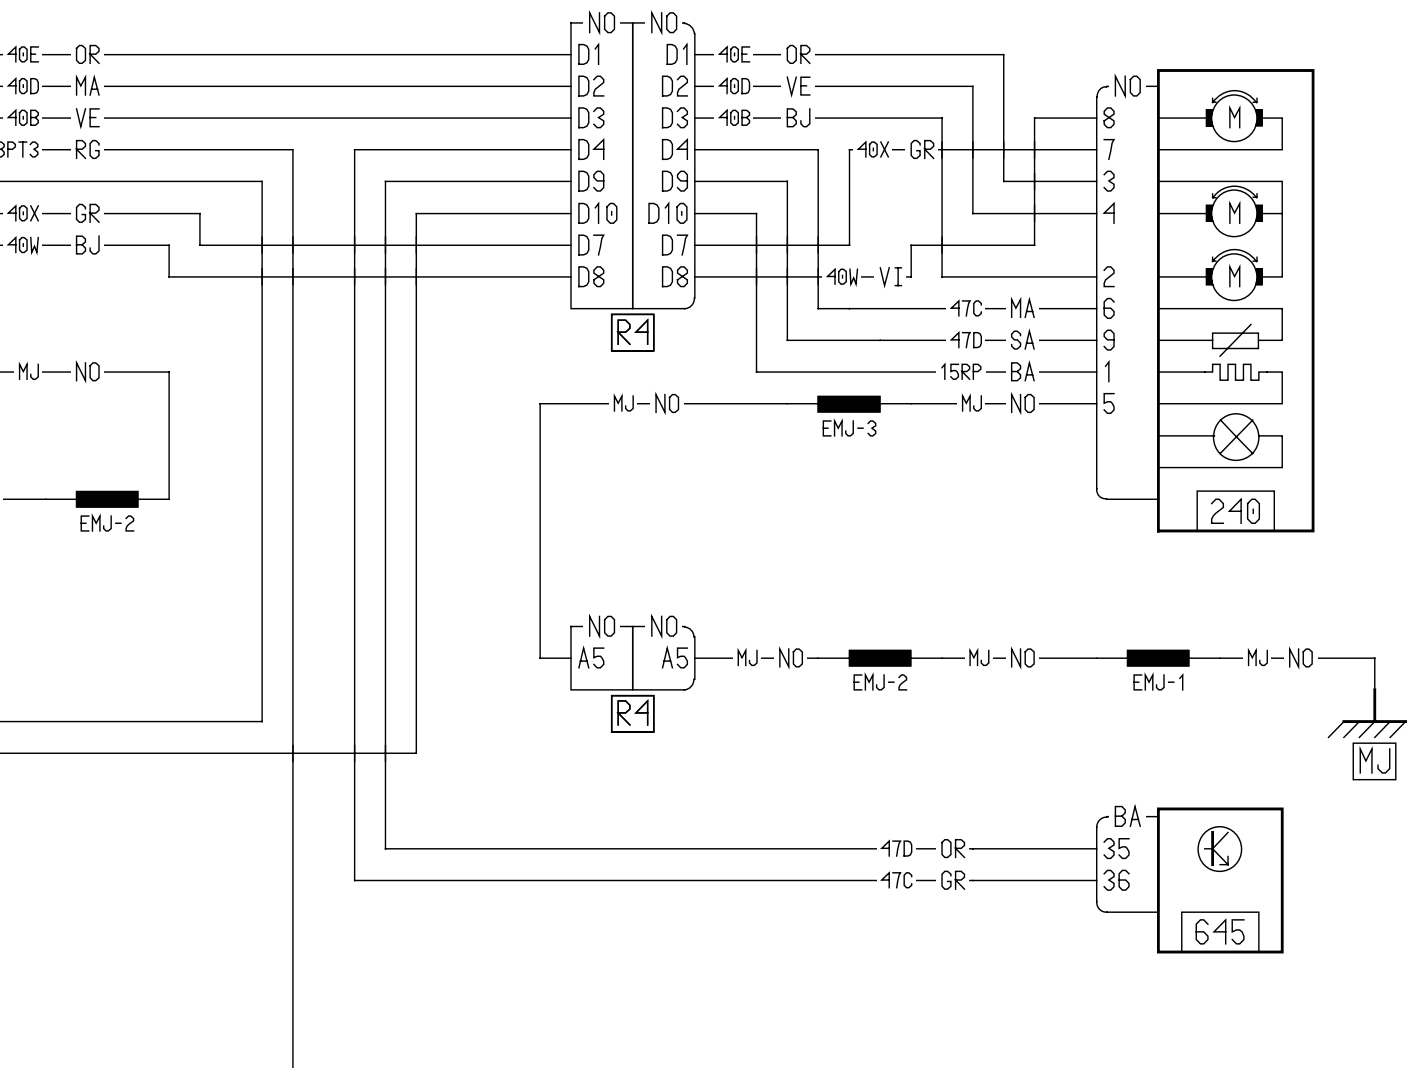 NO NO
40E OR D1 D1 40E OR
40D MA D2 D2 40D VE NO
40B VE D3 D3 40B BJ 8 M
3PT3 RG D4 D4 40X GR 7
D9 D9 3
40X GR D10 D10 4 M
40W BJ D7 D7
D8 D8 40W VI 2 M
47C MA 6
R4
47D SA 9
MJ NO 15RP BA 1
MJ NO MJ NO 5
EMJ-3
240
EMJ-2
NO NO
A5 A5 MJ NO MJ NO MJ NO
EMJ-2 EMJ-1
R4
MJ
BA
47D OR 35
47C GR 36
645